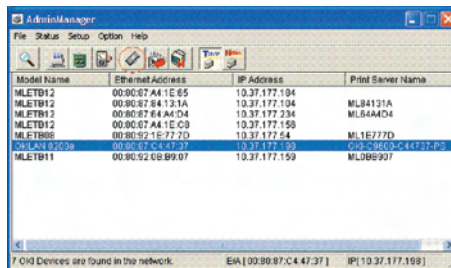 AdminManager
File Status Setup Option Help
Model Name Ethernet Address IP Address Print Server Name
MLETB12 00:80:87:A4:1E:65 10.37.177.184
MLETB12 00:80:87:84:13:1A 10.37.177.104 ML84131A
MLETB12 00:80:87:64:A4:D4 10.37.177.234 ML64A4D4
MLETB12 00:80:87:A4:1E:C8 10.37.177.156
MLETB08 00:80:92:1E:77:7D 10.37.177.54 ML1E777D
OKILAN 8200e 00:80:87:C4:47:37 10.37.177.198 OKI-C9600-C44737-PS
MLETB11 00:80:92:0B:B9:07 10.37.177.159 ML0BB907
7 Oki Devices are found in the network. E/A [ 00:80:87:C4:47:37 ] IP[ 10.37.177.198 ]